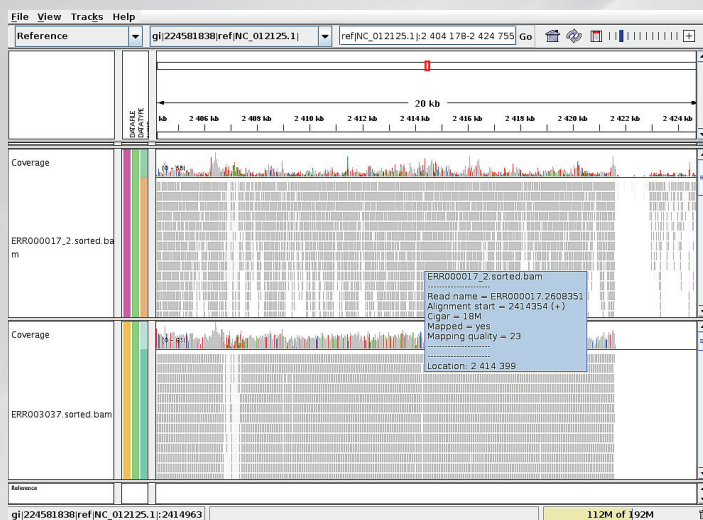 File View Tracks Help
Reference gi|224581838|ref|NC_012125.1| ref|NC_012125.1|:2 404 178-2 424 755 Go
DATAFILE
DATATYPE
20 kb
kb 2 406 kb 2 408 kb 2 410 kb 2 412 kb 2 414 kb 2 416 kb 2 418 kb 2 420 kb 2 422 kb 2 424 kb
Coverage
ERR000017_2.sorted.ba
m
ERR000017_2.sorted.bam
----------------------
Read name = ERR000017.2608351
Alignment start = 2414354 (+)
Cigar = 18M
Mapped = yes
Mapping quality = 23
----------------------
----------------------
Location: 2 414 399
Coverage
ERR003037.sorted.bam
Reference
gi|224581838|ref|NC_012125.1|:2414963 112M of 192M